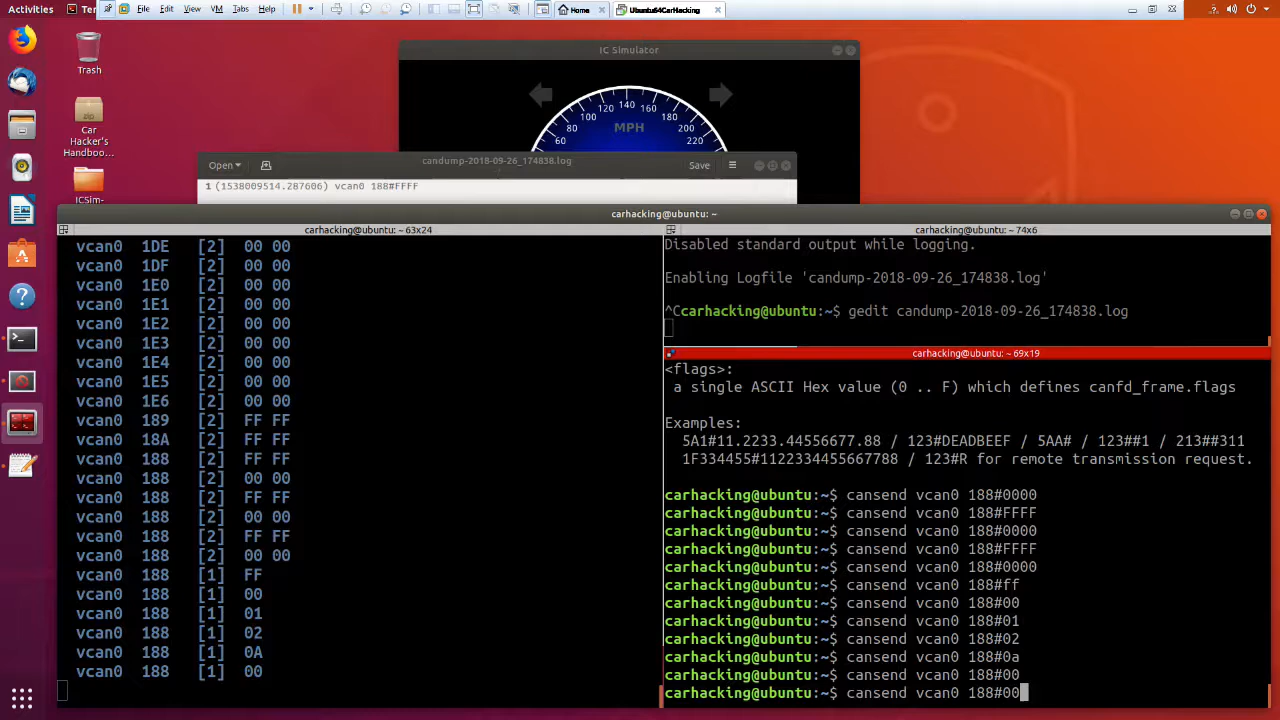 Activities
Ter
File Edit View VM Tabs Help
Home
Ubuntu64CarHacking
Trash
Car
Hacker's
Handboo...
ICSim-
IC Simulator
60 80 100 120 140 160 180 200 220
MPH
Open
candump-2018-09-26_174838.log
Save
1 (1538009514.287606) vcan0 188#FFFF
carhacking@ubuntu: ~
carhacking@ubuntu: ~ 63x24
vcan0 1DE [2] 00 00
vcan0 1DF [2] 00 00
vcan0 1E0 [2] 00 00
vcan0 1E1 [2] 00 00
vcan0 1E2 [2] 00 00
vcan0 1E3 [2] 00 00
vcan0 1E4 [2] 00 00
vcan0 1E5 [2] 00 00
vcan0 1E6 [2] 00 00
vcan0 189 [2] FF FF
vcan0 18A [2] FF FF
vcan0 188 [2] FF FF
vcan0 188 [2] 00 00
vcan0 188 [2] FF FF
vcan0 188 [2] 00 00
vcan0 188 [2] FF FF
vcan0 188 [2] 00 00
vcan0 188 [1] FF
vcan0 188 [1] 00
vcan0 188 [1] 01
vcan0 188 [1] 02
vcan0 188 [1] 0A
vcan0 188 [1] 00
carhacking@ubuntu: ~ 74x6
Disabled standard output while logging.
Enabling Logfile 'candump-2018-09-26_174838.log'
^Ccarhacking@ubuntu:~$ gedit candump-2018-09-26_174838.log
carhacking@ubuntu: ~ 69x19
<flags>:
a single ASCII Hex value (0 .. F) which defines canfd_frame.flags
Examples:
5A1#11.2233.44556677.88 / 123#DEADBEEF / 5AA# / 123##1 / 213##311
1F334455#1122334455667788 / 123#R for remote transmission request.
carhacking@ubuntu:~$ cansend vcan0 188#0000
carhacking@ubuntu:~$ cansend vcan0 188#FFFF
carhacking@ubuntu:~$ cansend vcan0 188#0000
carhacking@ubuntu:~$ cansend vcan0 188#FFFF
carhacking@ubuntu:~$ cansend vcan0 188#0000
carhacking@ubuntu:~$ cansend vcan0 188#ff
carhacking@ubuntu:~$ cansend vcan0 188#00
carhacking@ubuntu:~$ cansend vcan0 188#01
carhacking@ubuntu:~$ cansend vcan0 188#02
carhacking@ubuntu:~$ cansend vcan0 188#0a
carhacking@ubuntu:~$ cansend vcan0 188#00
carhacking@ubuntu:~$ cansend vcan0 188#00